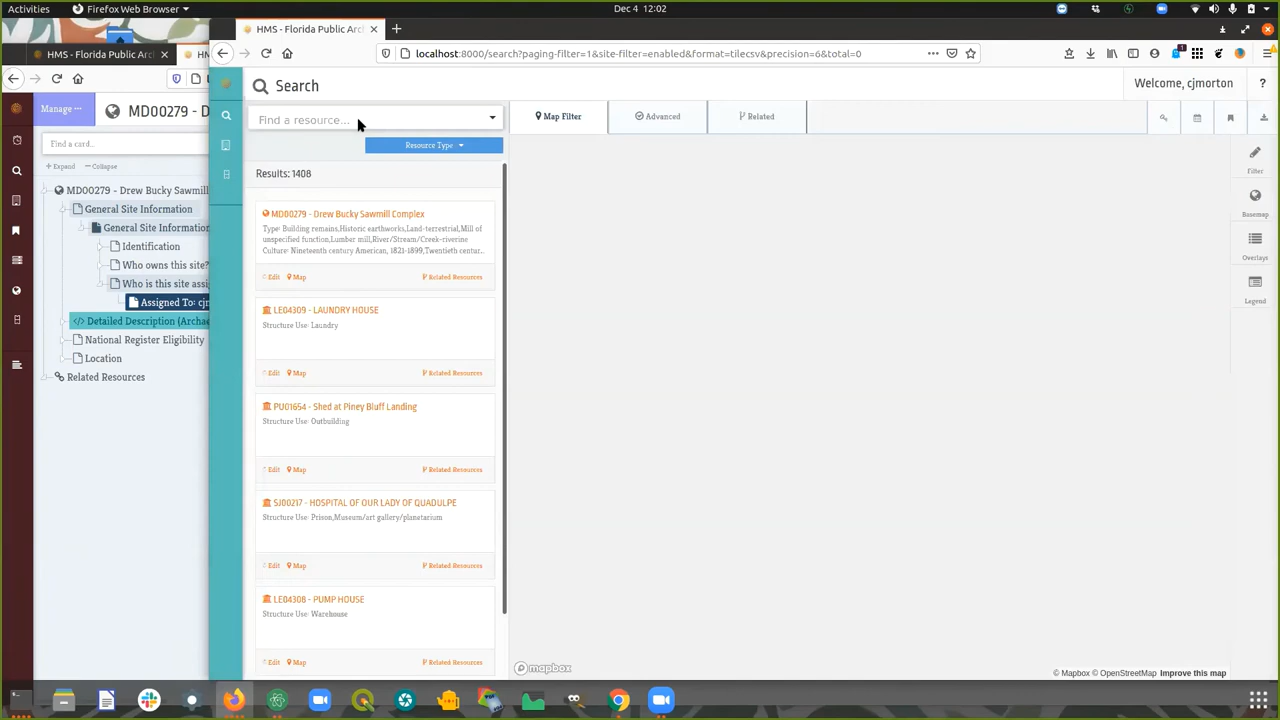 Activities
Firefox Web Browser
Dec 4 12:02
HMS - Florida Public Arc
HMS - Florida Public Arch
localhost:8000/search?paging-filter=1&site-filter=enabled&format=tilecsv&precision=6&total=0
Manage
MD00279 - D
Find a card...
Expand
Collapse
MD00279 - Drew Bucky Sawmill
General Site Information
General Site Information
Identification
Who owns this site?
Who is this site assi
Assigned To: cjr
Detailed Description (Archae
National Register Eligibility
Location
Related Resources
Search
Welcome, cjmorton
?
Find a resource...
Map Filter
Advanced
Related
Resource Type
Results: 1408
MD00279 - Drew Bucky Sawmill Complex
Type: Building remains,Historic earthworks,Land-terrestrial,Mill of
unspecified function,Lumber mill,River/Stream/Creek-riverine
Culture: Nineteenth century American, 1821-1899,Twentieth centur...
Edit Map Related Resources
LE04309 - LAUNDRY HOUSE
Structure Use: Laundry
Edit Map Related Resources
PU01654 - Shed at Piney Bluff Landing
Structure Use: Outbuilding
Edit Map Related Resources
SJ00217 - HOSPITAL OF OUR LADY OF QUADULPE
Structure Use: Prison,Museum/art gallery/planetarium
Edit Map Related Resources
LE04308 - PUMP HOUSE
Structure Use: Warehouse
Edit Map Related Resources
Filter
Basemap
Overlays
Legend
mapbox
© Mapbox © OpenStreetMap Improve this map